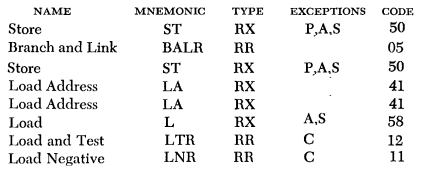 NAME MNEMONIC TYPE EXCEPTIONS CODE
Store ST RX P,A,S 50
Branch and Link BALR RR 05
Store ST RX P,A,S 50
Load Address LA RX 41
Load Address LA RX 41
Load L RX A,S 58
Load and Test LTR RR C 12
Load Negative LNR RR C 11